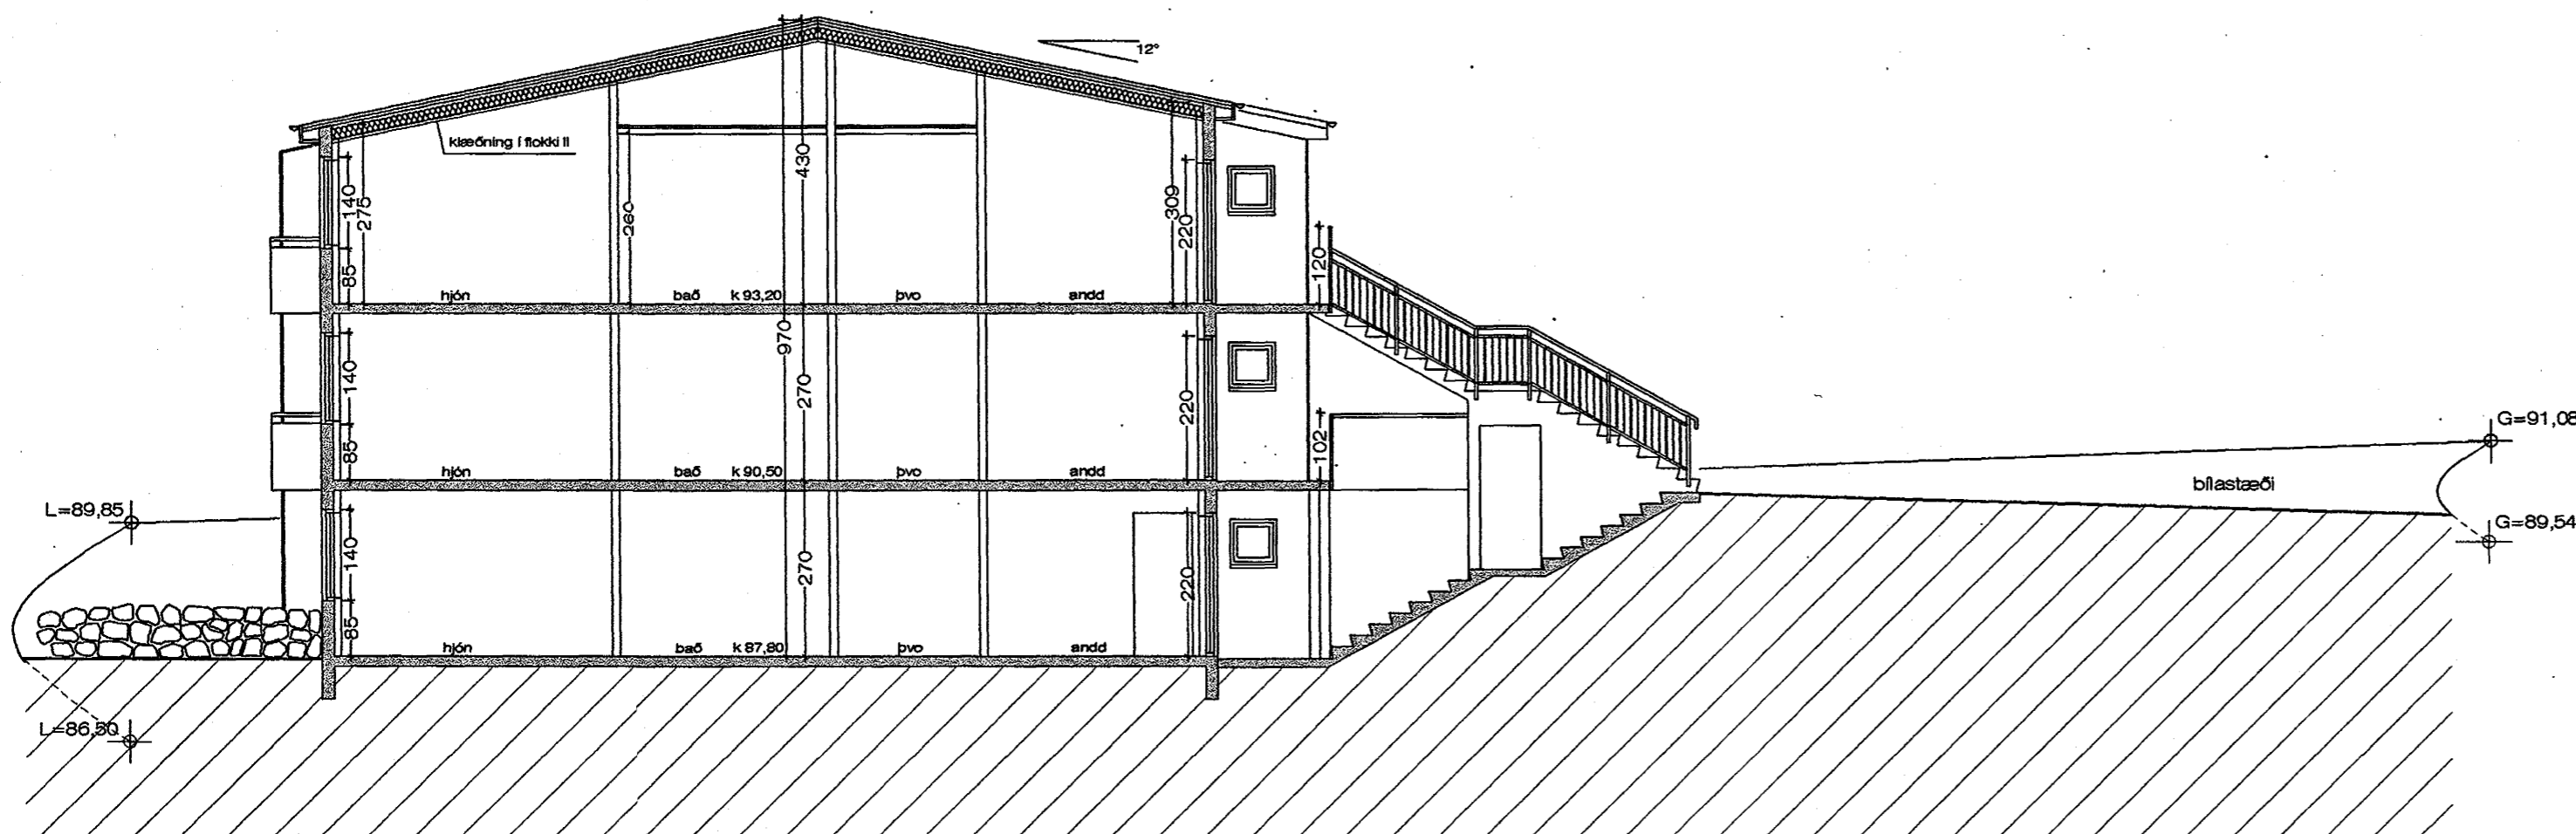 12°
klæðning í flokki II
430
140
275
260
309
220
85
120
hjón bað k 93,20 þvo andd
970
140
270
220
85
102
hjón bað k 90,50 þvo andd
G=91,08
bílastæði
L=89,85
G=89,54
140
270
220
85
hjón bað k 87,80 þvo andd
L=86,50